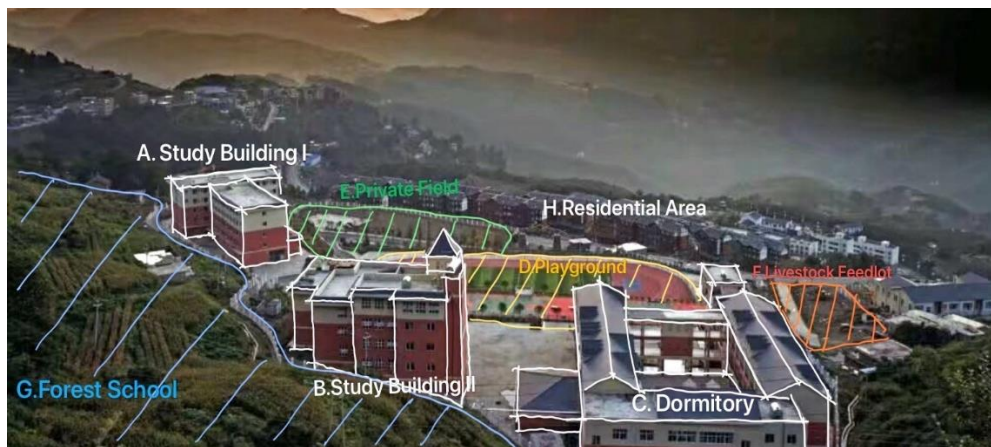 A. Study Building I
E.Private Field
H.Residential Area
D.Playground
F.Livestock Feedlot
G.Forest School
B.Study Building II
C. Dormitory